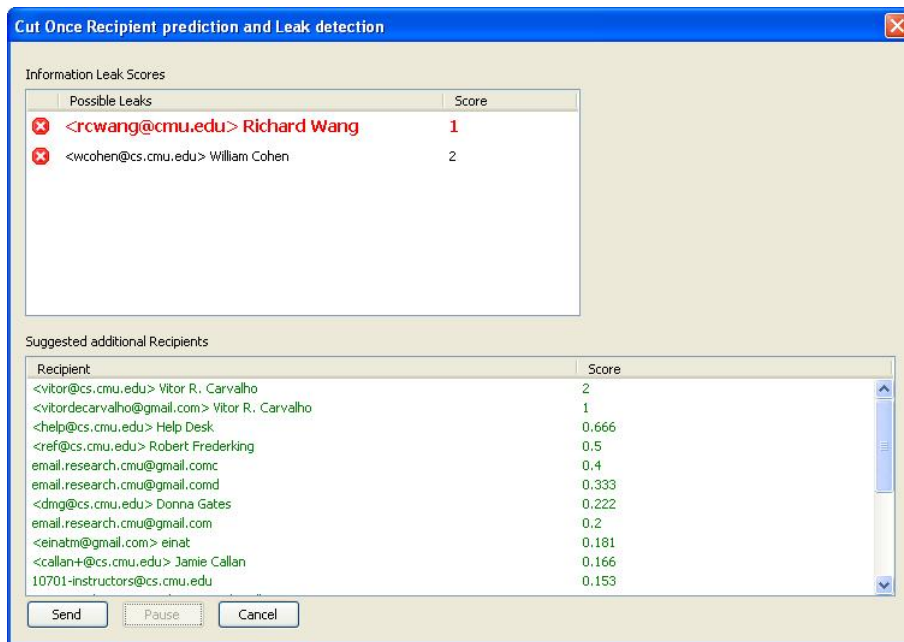 Cut Once Recipient prediction and Leak detection
Information Leak Scores
Possible Leaks Score
<rcwang@cmu.edu> Richard Wang 1
<wcohen@cs.cmu.edu> William Cohen 2
Suggested additional Recipients
Recipient Score
<vitor@cs.cmu.edu> Vitor R. Carvalho 2
<vitordecarvalho@gmail.com> Vitor R. Carvalho 1
<help@cs.cmu.edu> Help Desk 0.666
<ref@cs.cmu.edu> Robert Frederking 0.5
email.research.cmu@gmail.comc 0.4
email.research.cmu@gmail.comd 0.333
<dmg@cs.cmu.edu> Donna Gates 0.222
email.research.cmu@gmail.com 0.2
<einatm@gmail.com> einat 0.181
<callan+@cs.cmu.edu> Jamie Callan 0.166
10701-instructors@cs.cmu.edu 0.153
Send Pause Cancel